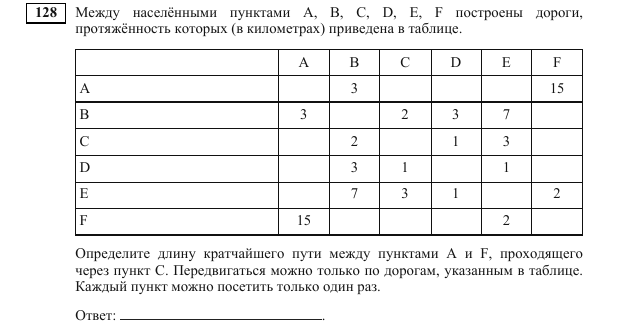 128 Между населёнными пунктами A, B, C, D, E, F построены дороги,
протяжённость которых (в километрах) приведена в таблице.
A B C D E F
A 3 15
B 3 2 3 7
C 2 1 3
D 3 1 1
E 7 3 1 2
F 15 2
Определите длину кратчайшего пути между пунктами A и F, проходящего
через пункт C. Передвигаться можно только по дорогам, указанным в таблице.
Каждый пункт можно посетить только один раз.
Ответ: ___________________________.